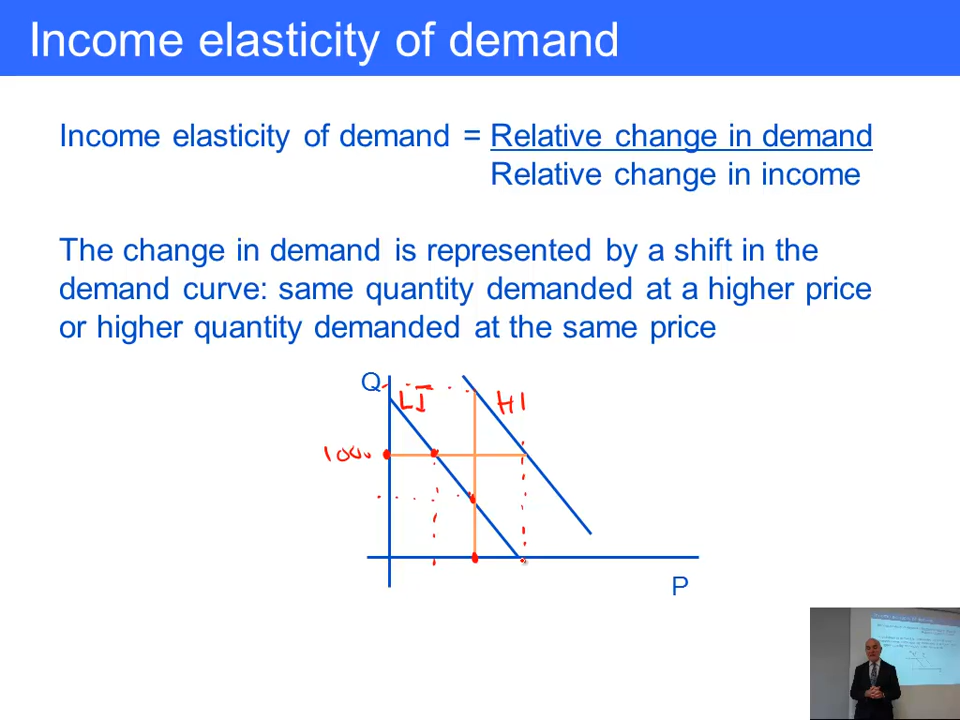 Income elasticity of demand
Income elasticity of demand = Relative change in demand
Relative change in income
The change in demand is represented by a shift in the
demand curve: same quantity demanded at a higher price
or higher quantity demanded at the same price
Q
LI
HI
1000
P